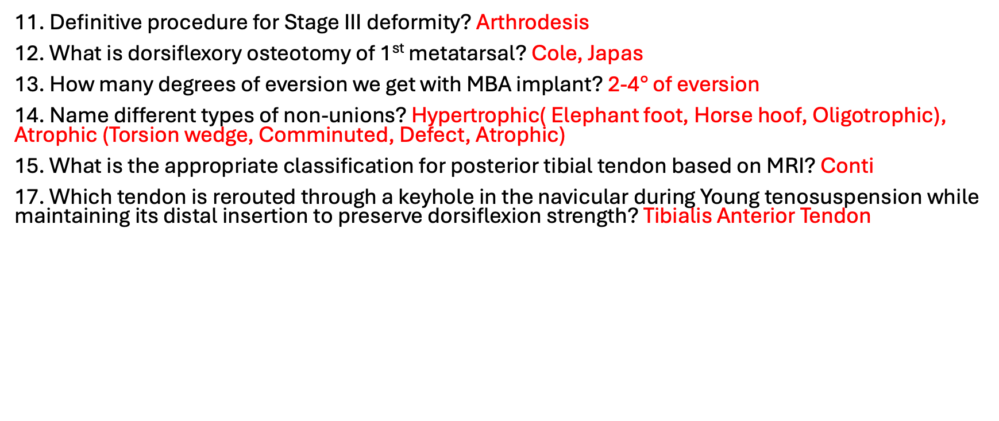 11. Definitive procedure for Stage III deformity? Arthrodesis
12. What is dorsiflexory osteotomy of 1st metatarsal? Cole, Japas
13. How many degrees of eversion we get with MBA implant? 2-4° of eversion
14. Name different types of non-unions? Hypertrophic( Elephant foot, Horse hoof, Oligotrophic),
Atrophic (Torsion wedge, Comminuted, Defect, Atrophic)
15. What is the appropriate classification for posterior tibial tendon based on MRI? Conti
17. Which tendon is rerouted through a keyhole in the navicular during Young tenosuspension while
maintaining its distal insertion to preserve dorsiflexion strength? Tibialis Anterior Tendon